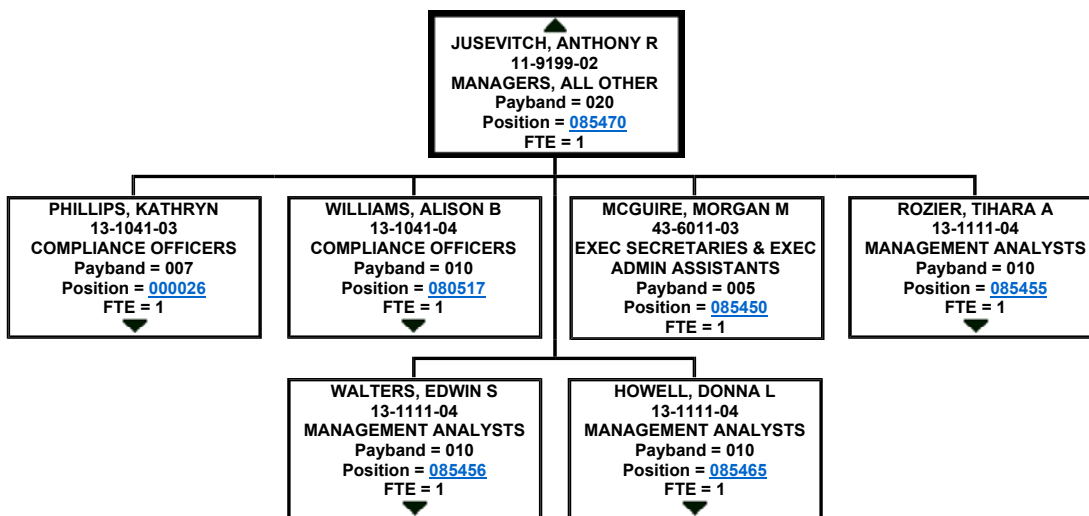 JUSEVITCH, ANTHONY R
11-9199-02
MANAGERS, ALL OTHER
Payband = 020
Position = 085470
FTE = 1
PHILLIPS, KATHRYN
13-1041-03
COMPLIANCE OFFICERS
Payband = 007
Position = 000026
FTE = 1
WILLIAMS, ALISON B
13-1041-04
COMPLIANCE OFFICERS
Payband = 010
Position = 080517
FTE = 1
MCGUIRE, MORGAN M
43-6011-03
EXEC SECRETARIES & EXEC
ADMIN ASSISTANTS
Payband = 005
Position = 085450
FTE = 1
ROZIER, TIHARA A
13-1111-04
MANAGEMENT ANALYSTS
Payband = 010
Position = 085455
FTE = 1
WALTERS, EDWIN S
13-1111-04
MANAGEMENT ANALYSTS
Payband = 010
Position = 085456
FTE = 1
HOWELL, DONNA L
13-1111-04
MANAGEMENT ANALYSTS
Payband = 010
Position = 085465
FTE = 1